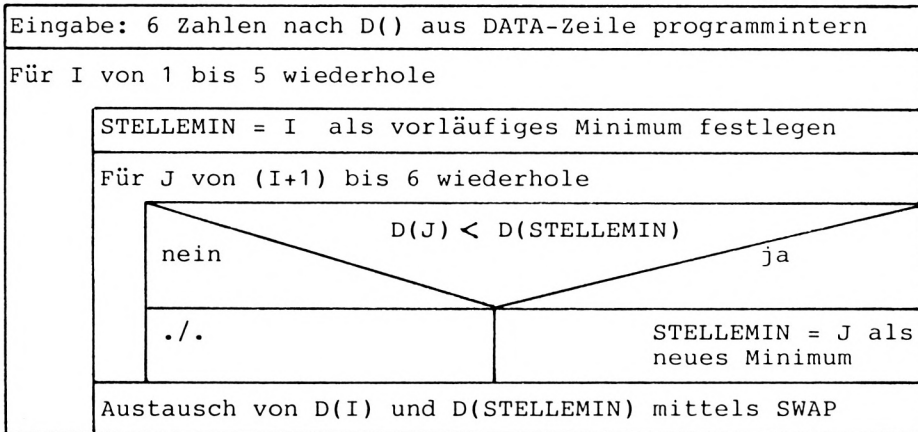 Eingabe: 6 Zahlen nach D() aus DATA-Zeile programmintern
Für I von 1 bis 5 wiederhole
STELLEMIN = I als vorläufiges Minimum festlegen
Für J von (I+1) bis 6 wiederhole
D(J) < D(STELLEMIN)
nein
ja
./.
STELLEMIN = J als
neues Minimum
Austausch von D(I) und D(STELLEMIN) mittels SWAP